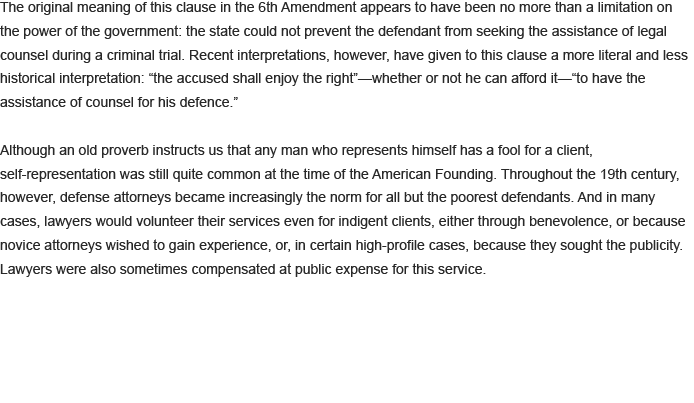 The original meaning of this clause in the 6th Amendment appears to have been no more than a limitation on
the power of the government: the state could not prevent the defendant from seeking the assistance of legal
counsel during a criminal trial. Recent interpretations, however, have given to this clause a more literal and less
historical interpretation: “the accused shall enjoy the right”—whether or not he can afford it—“to have the
assistance of counsel for his defence.”
Although an old proverb instructs us that any man who represents himself has a fool for a client,
self-representation was still quite common at the time of the American Founding. Throughout the 19th century,
however, defense attorneys became increasingly the norm for all but the poorest defendants. And in many
cases, lawyers would volunteer their services even for indigent clients, either through benevolence, or because
novice attorneys wished to gain experience, or, in certain high-profile cases, because they sought the publicity.
Lawyers were also sometimes compensated at public expense for this service.